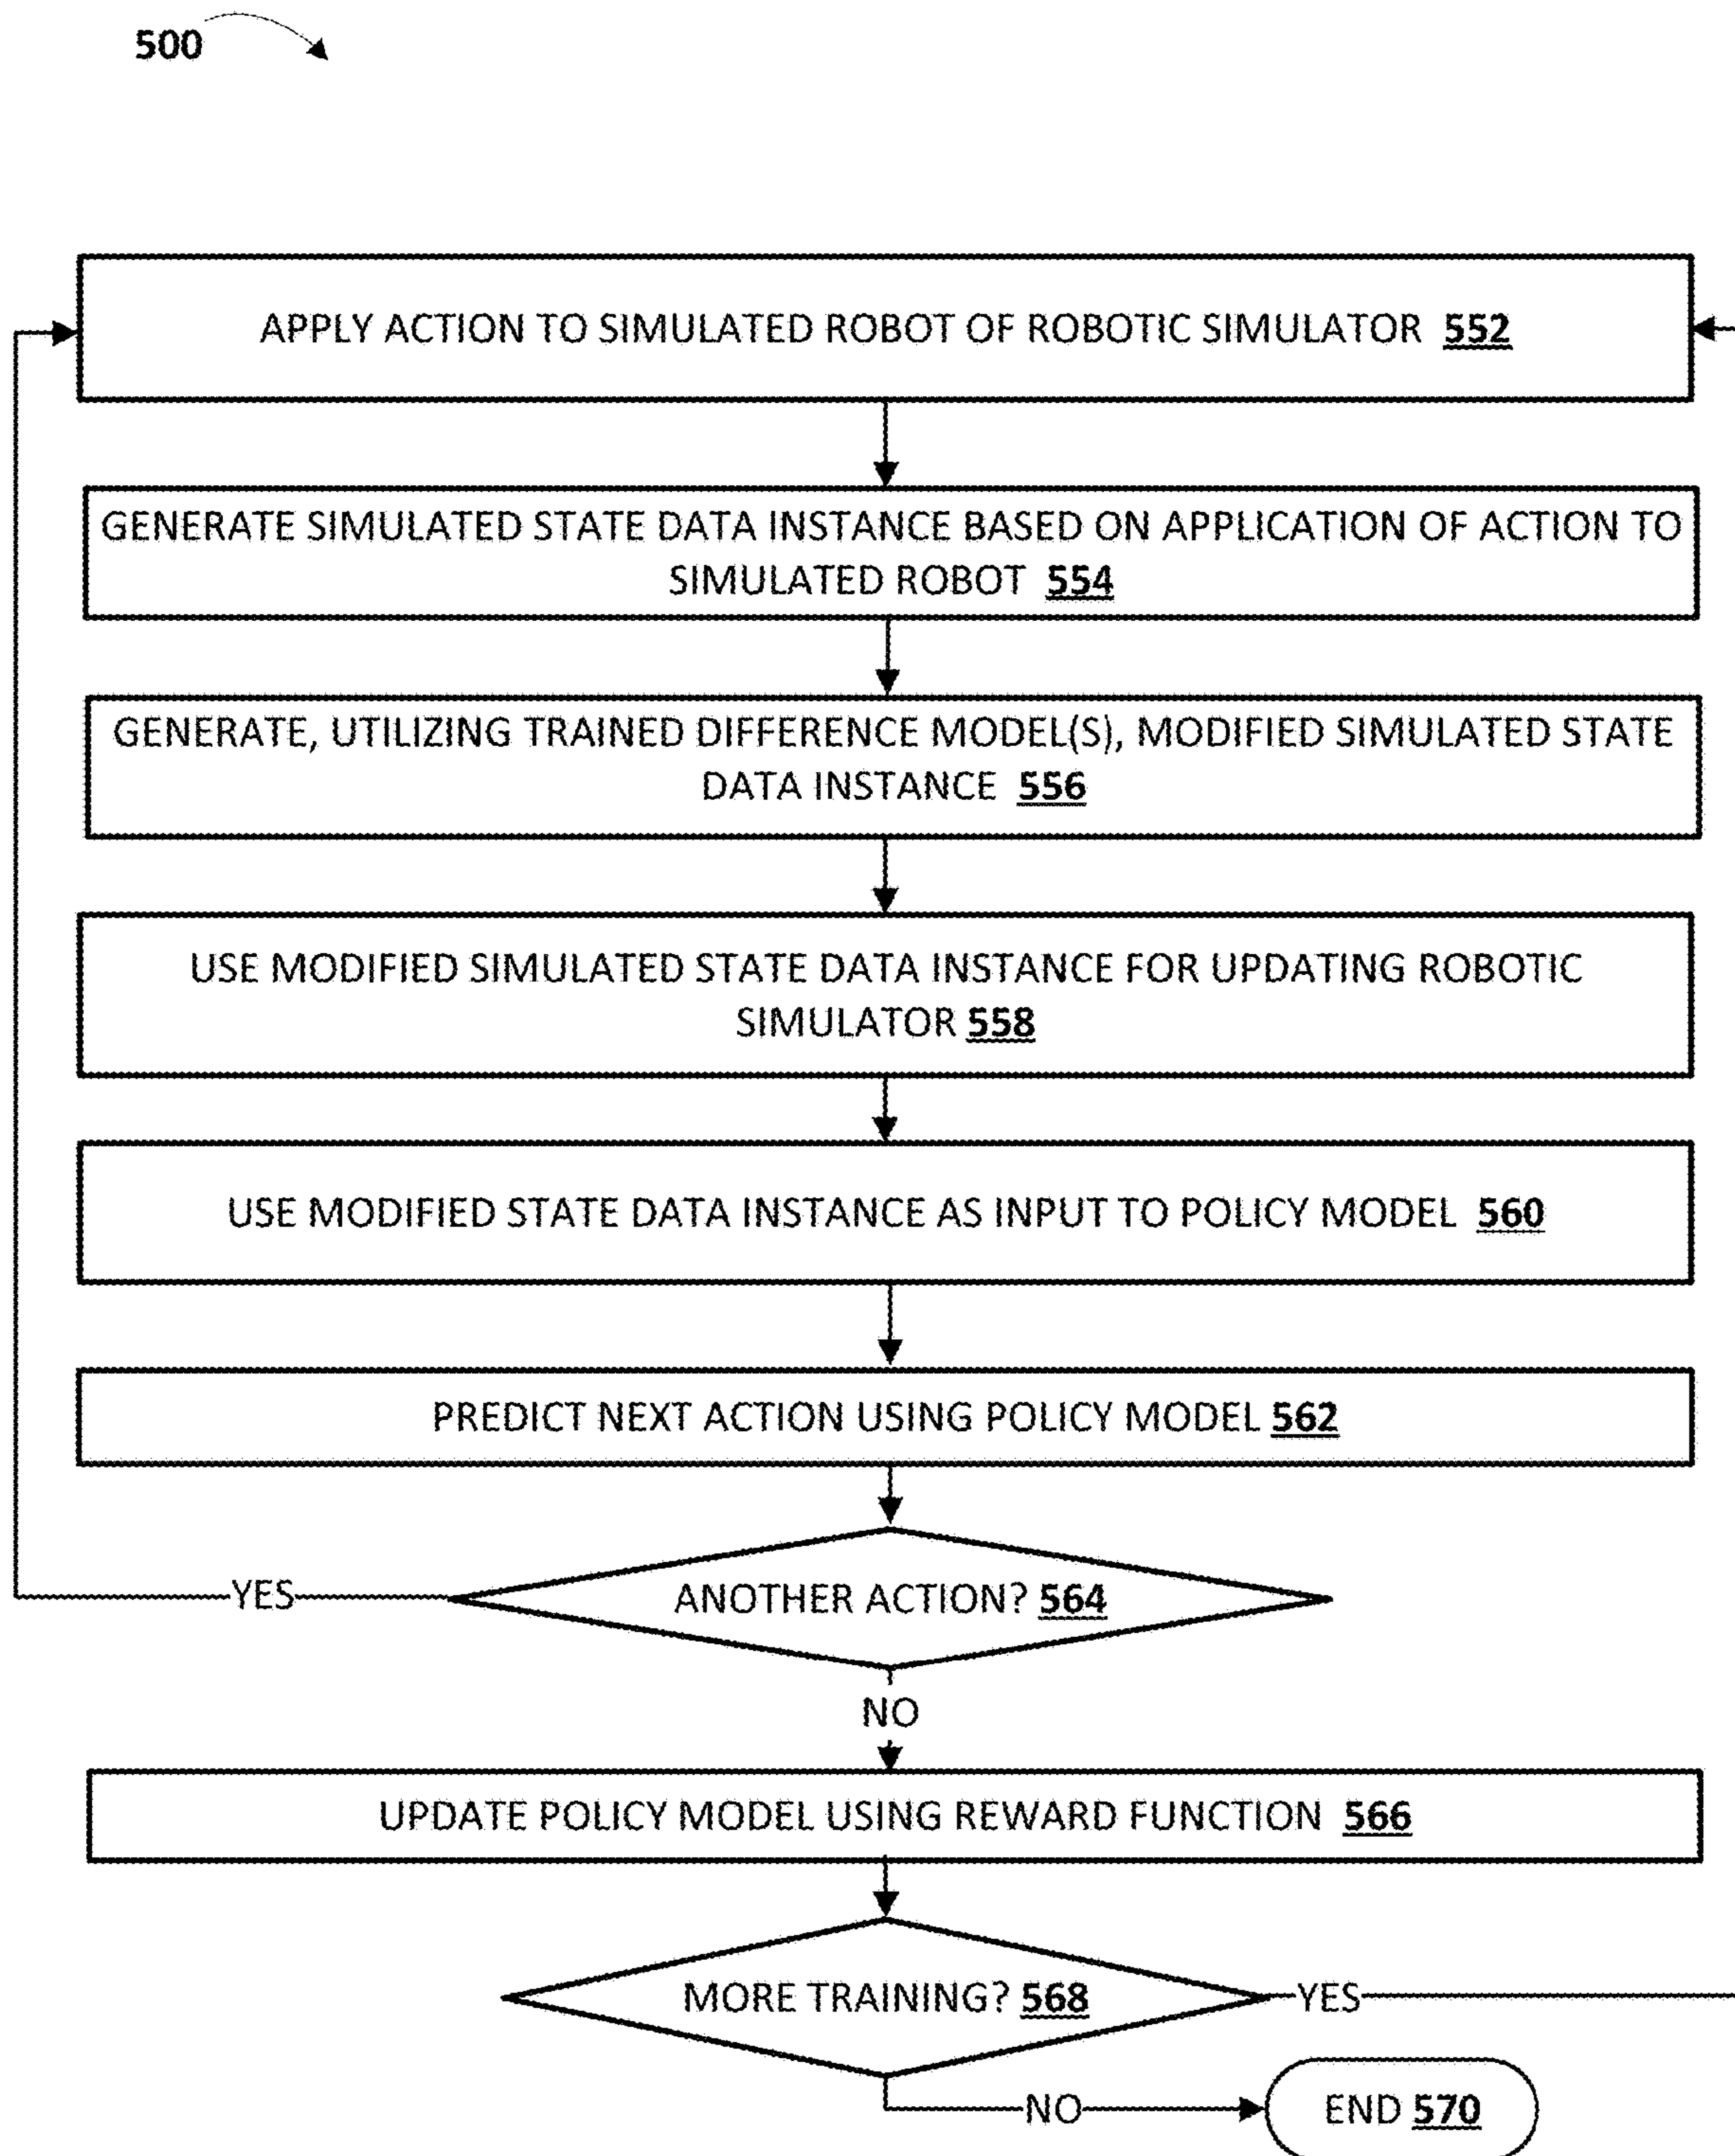 500
APPLY ACTION TO SIMULATED ROBOT OF ROBOTIC SIMULATOR 552
GENERATE SIMULATED STATE DATA INSTANCE BASED ON APPLICATION OF ACTION TO
SIMULATED ROBOT 554
GENERATE, UTILIZING TRAINED DIFFERENCE MODEL(S), MODIFIED SIMULATED STATE
DATA INSTANCE 556
USE MODIFIED SIMULATED STATE DATA INSTANCE FOR UPDATING ROBOTIC
SIMULATOR 558
USE MODIFIED STATE DATA INSTANCE AS INPUT TO POLICY MODEL 560
PREDICT NEXT ACTION USING POLICY MODEL 562
YES
ANOTHER ACTION? 564
NO
UPDATE POLICY MODEL USING REWARD FUNCTION 566
MORE TRAINING? 568
YES
NO
END 570